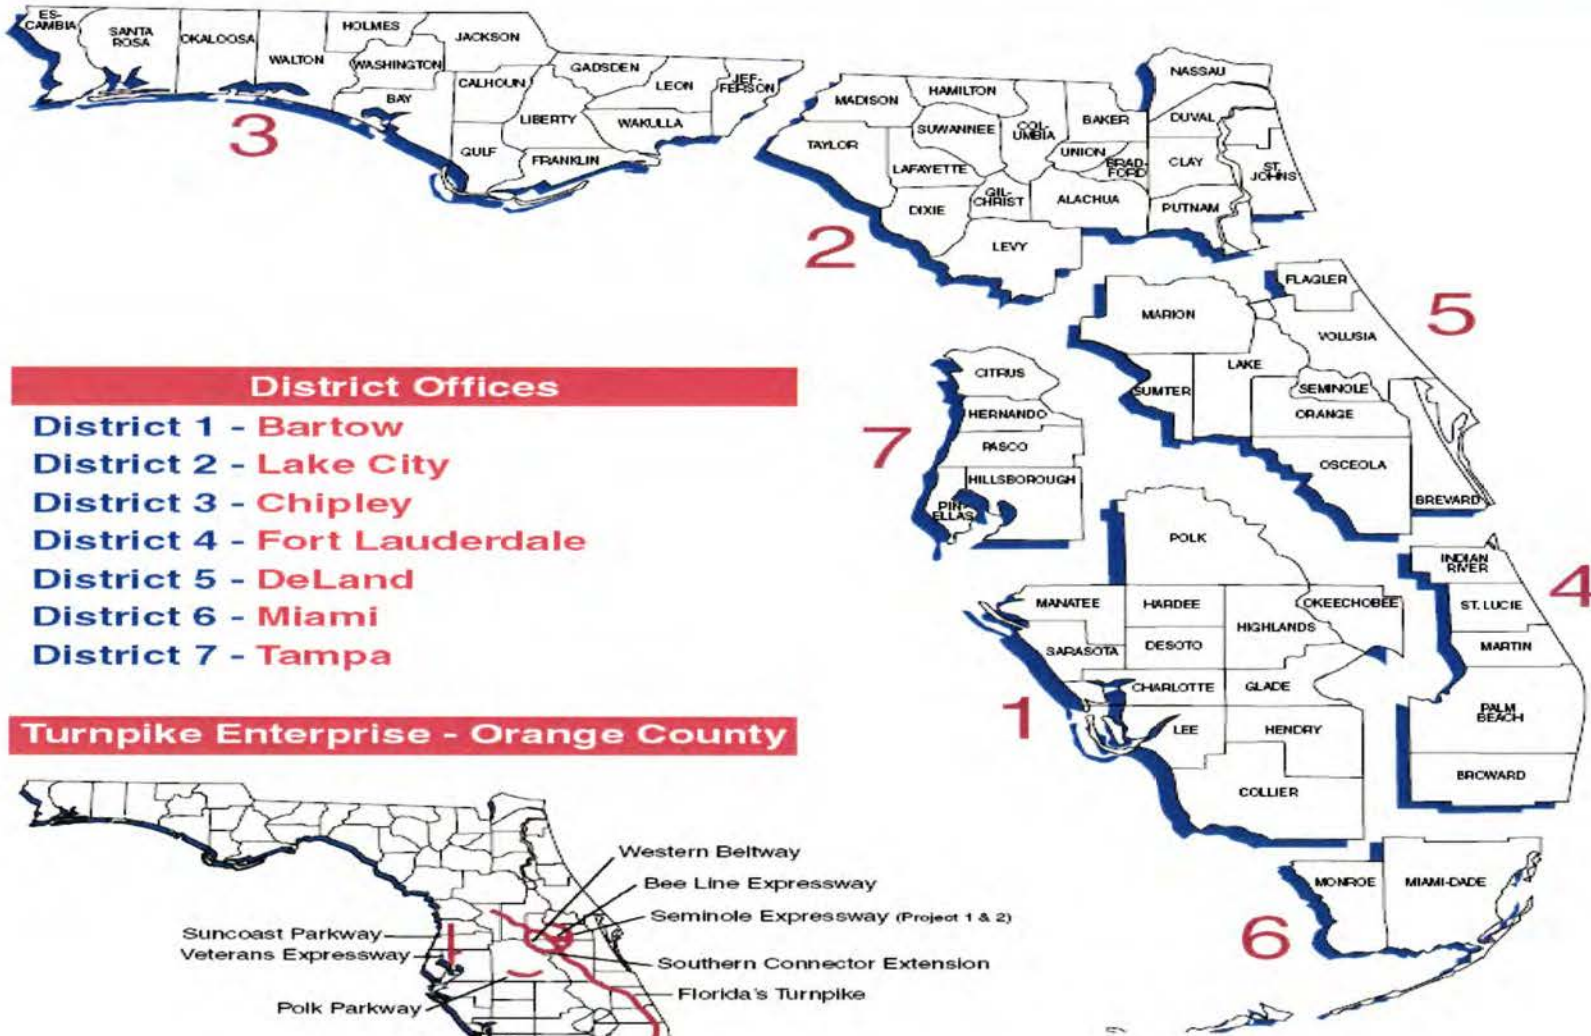 ES-
CAMBIA
SANTA
ROSA
OKALOOSA
WALTON
HOLMES
WASHINGTON
JACKSON
BAY
CALHOUN
GULF
GADSDEN
LIBERTY
LEON
WAKULLA
FRANKLIN
JEF-
FERSON
3
MADISON
HAMILTON
TAYLOR
SUWANNEE
COL-
UMBIA
BAKER
NASSAU
DUVAL
LAFAYETTE
UNION
BRAD-
FORD
CLAY
ST.
JOHNS
DIXIE
GIL-
CHRIST
ALACHUA
PUTNAM
LEVY
2
FLAGLER
MARION
VOLUSIA
5
LAKE
SUMTER
SEMINOLE
ORANGE
OSCEOLA
BREVARD
CITRUS
HERNANDO
PASCO
HILLSBOROUGH
PIN-
ELLAS
7
District Offices
District 1 - Bartow
District 2 - Lake City
District 3 - Chipley
District 4 - Fort Lauderdale
District 5 - DeLand
District 6 - Miami
District 7 - Tampa
POLK
MANATEE
HARDEE
OKEECHOBEE
HIGHLANDS
SARASOTA
DESOTO
CHARLOTTE
GLADE
LEE
HENDRY
COLLIER
1
INDIAN
RIVER
ST. LUCIE
MARTIN
PALM
BEACH
BROWARD
4
MONROE
MIAMI-DADE
6
Turnpike Enterprise - Orange County
Western Beltway
Bee Line Expressway
Seminole Expressway (Project 1 & 2)
Suncoast Parkway
Veterans Expressway
Southern Connector Extension
Polk Parkway
Florida's Turnpike